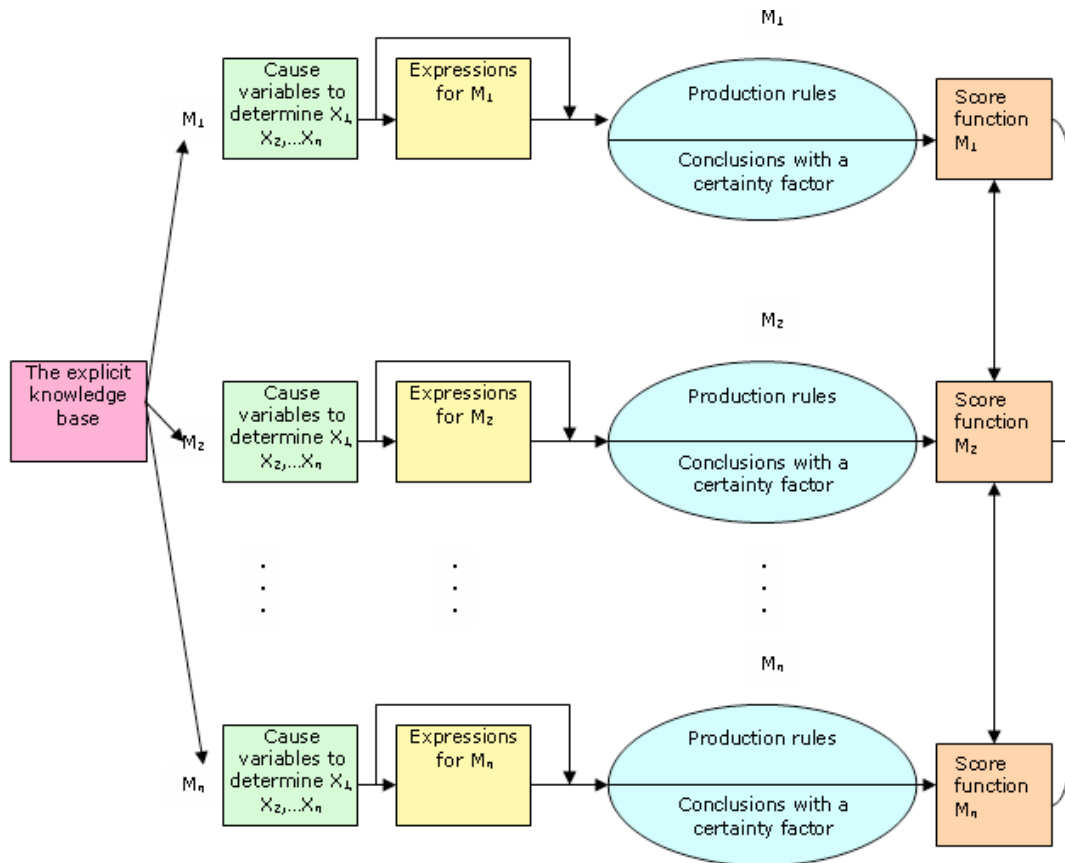 M₁
Cause
variables to
determine X₁,
X₂,...Xₙ
Expressions
for M₁
Production rules
Conclusions with a
certainty factor
Score
function
M₁
M₁
The explicit
knowledge
base
M₂
M₂
Cause
variables to
determine X₁,
X₂,...Xₙ
Expressions
for M₂
Production rules
Conclusions with a
certainty factor
Score
function
M₂
Mₙ
Mₙ
Cause
variables to
determine X₁,
X₂,...Xₙ
Expressions
for Mₙ
Production rules
Conclusions with a
certainty factor
Score
function
Mₙ